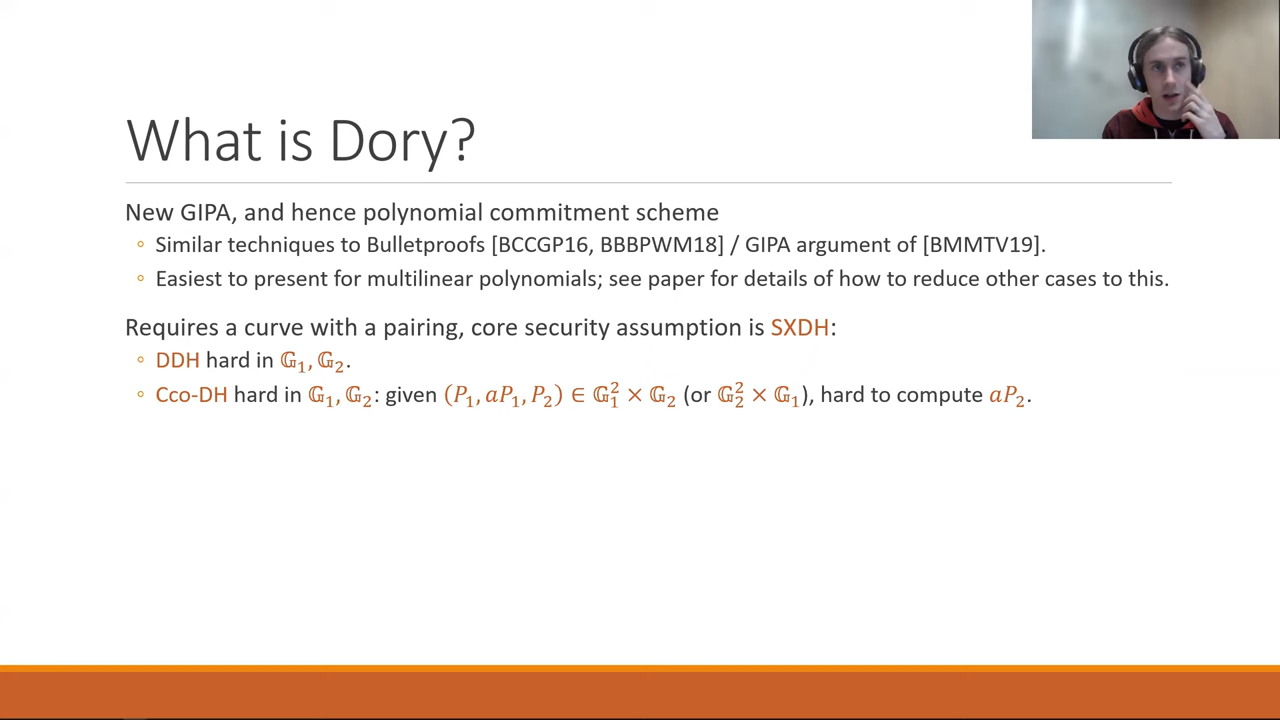 What is Dory?
New GIPA, and hence polynomial commitment scheme
◦ Similar techniques to Bulletproofs [BCCGP16, BBBPWM18] / GIPA argument of [BMMTV19].
◦ Easiest to present for multilinear polynomials; see paper for details of how to reduce other cases to this.
Requires a curve with a pairing, core security assumption is SXDH:
◦ DDH hard in 𝔾₁, 𝔾₂.
◦ Cco-DH hard in 𝔾₁, 𝔾₂: given (P₁, aP₁, P₂) ∈ 𝔾₁² × 𝔾₂ (or 𝔾₂² × 𝔾₁), hard to compute aP₂.